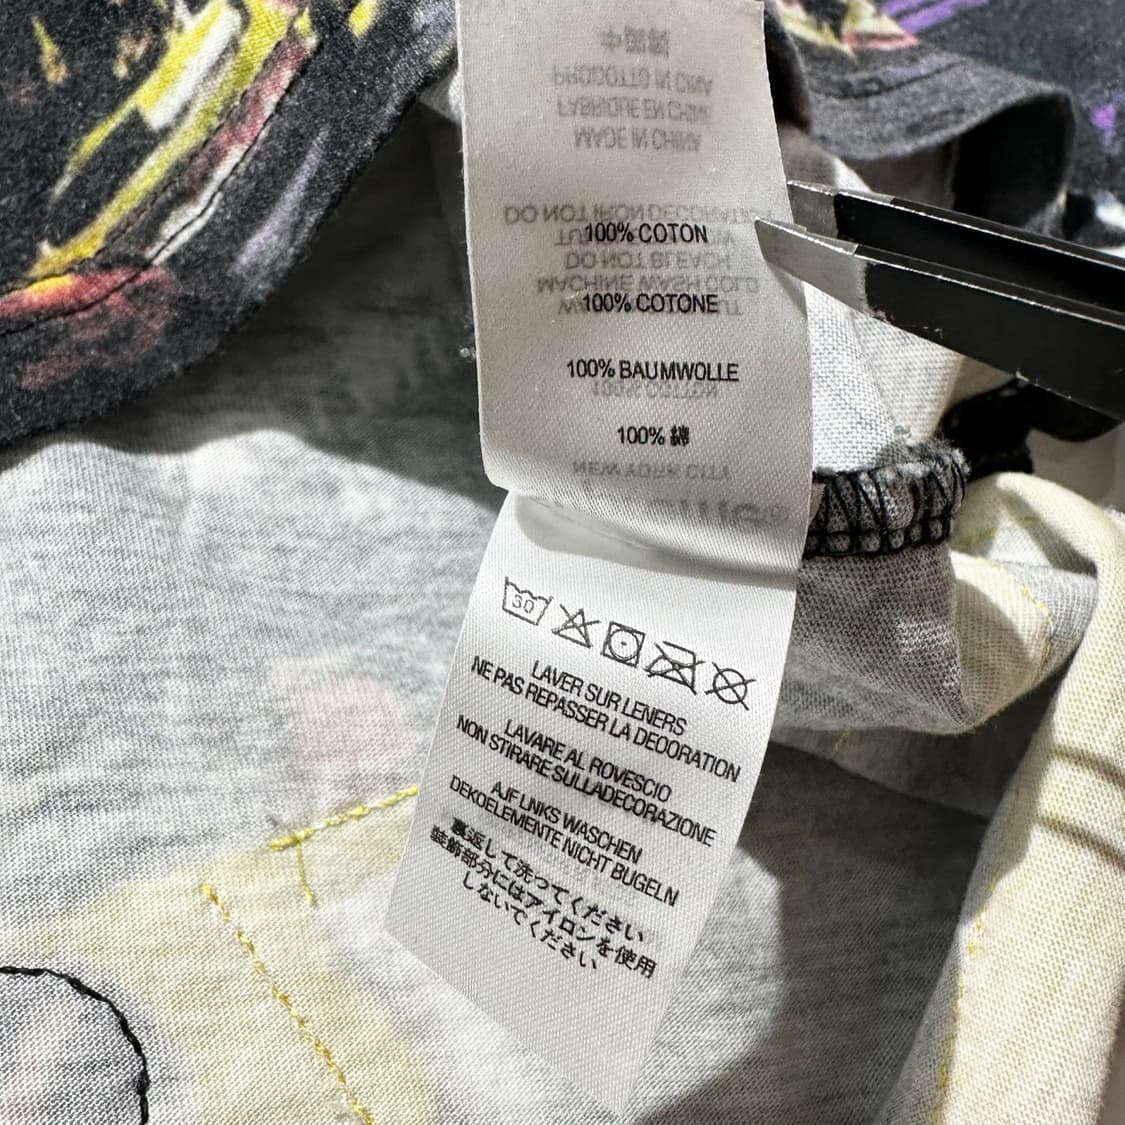 中國製
PRODOTTO IN CINA
FABRIQUE EN CHINE
MADE IN CHINA
DO NOT IRON DECORATIO
100% COTON
DO NOT BLEACH
MACHINE WASH COLD
100% COTONE
100% BAUMWOLLE
100% COTTON
100% 綿
NEW YORK CITY
30
LAVER SUR LENERS
NE PAS REPASSER LA DEOORATION
LAVARE AL ROVESCIO
NON STIRARE SULLADECORAZIONE
AJF LNKS WASCHEN
DEKOELEMENTE NICHT BUGELN
裏返して洗ってください
装飾部分にはアイロンを使用
しないてください